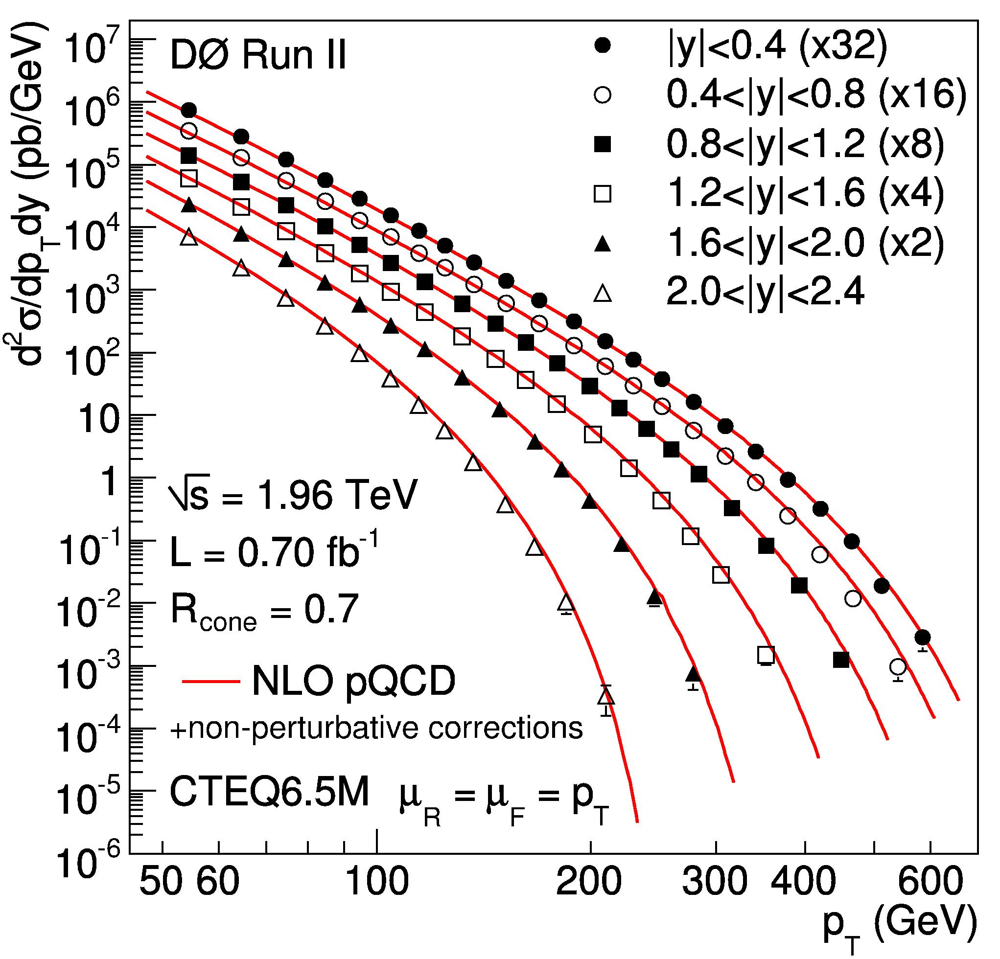 d²σ/dp_T dy (pb/GeV)
10⁷
10⁶
10⁵
10⁴
10³
10²
10
1
10⁻¹
10⁻²
10⁻³
10⁻⁴
10⁻⁵
10⁻⁶
DØ Run II
|y|<0.4 (x32)
0.4<|y|<0.8 (x16)
0.8<|y|<1.2 (x8)
1.2<|y|<1.6 (x4)
1.6<|y|<2.0 (x2)
2.0<|y|<2.4
√s = 1.96 TeV
L = 0.70 fb⁻¹
R_cone = 0.7
NLO pQCD
+non-perturbative corrections
CTEQ6.5M μ_R = μ_F = p_T
50 60 100 200 300 400 600
p_T (GeV)